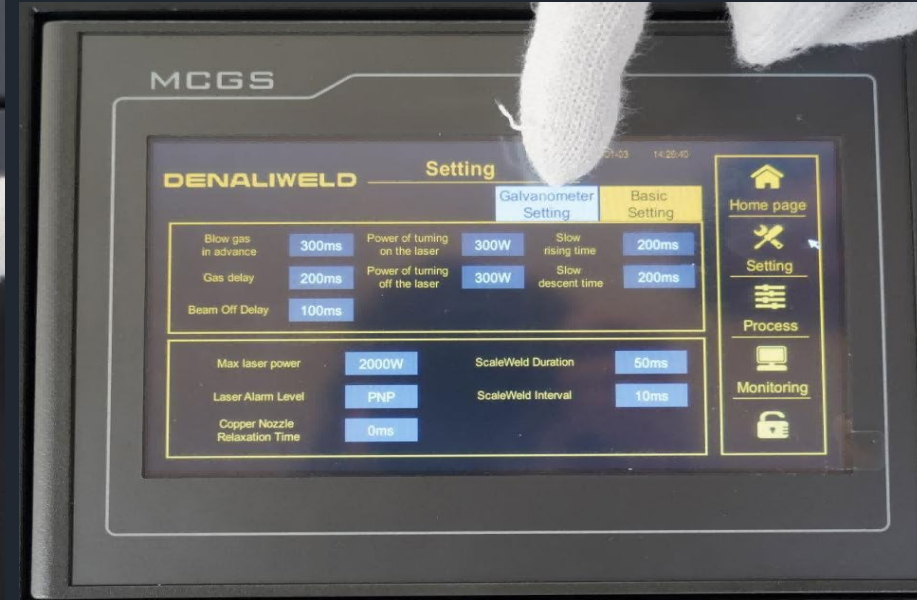 MCGS
DENALIWELD
Setting
01-03 14:26:40
Galvanometer
Setting
Basic
Setting
Blow gas
in advance
300ms
Power of turning
on the laser
300W
Slow
rising time
200ms
Gas delay
200ms
Power of turning
off the laser
300W
Slow
descent time
200ms
Beam Off Delay
100ms
Max laser power
2000W
ScaleWeld Duration
50ms
Laser Alarm Level
PNP
ScaleWeld Interval
10ms
Copper Nozzle
Relaxation Time
0ms
Home page
Setting
Process
Monitoring